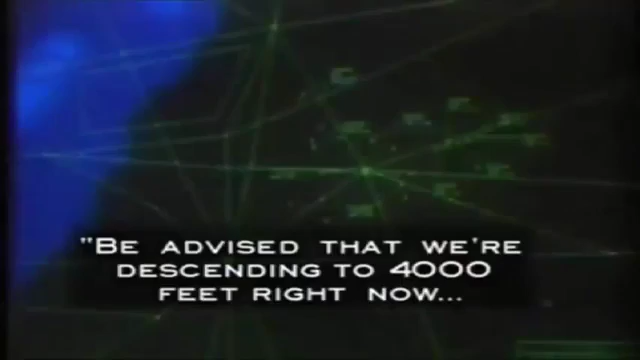 "BE ADVISED THAT WE'RE
DESCENDING TO 4000
FEET RIGHT NOW...